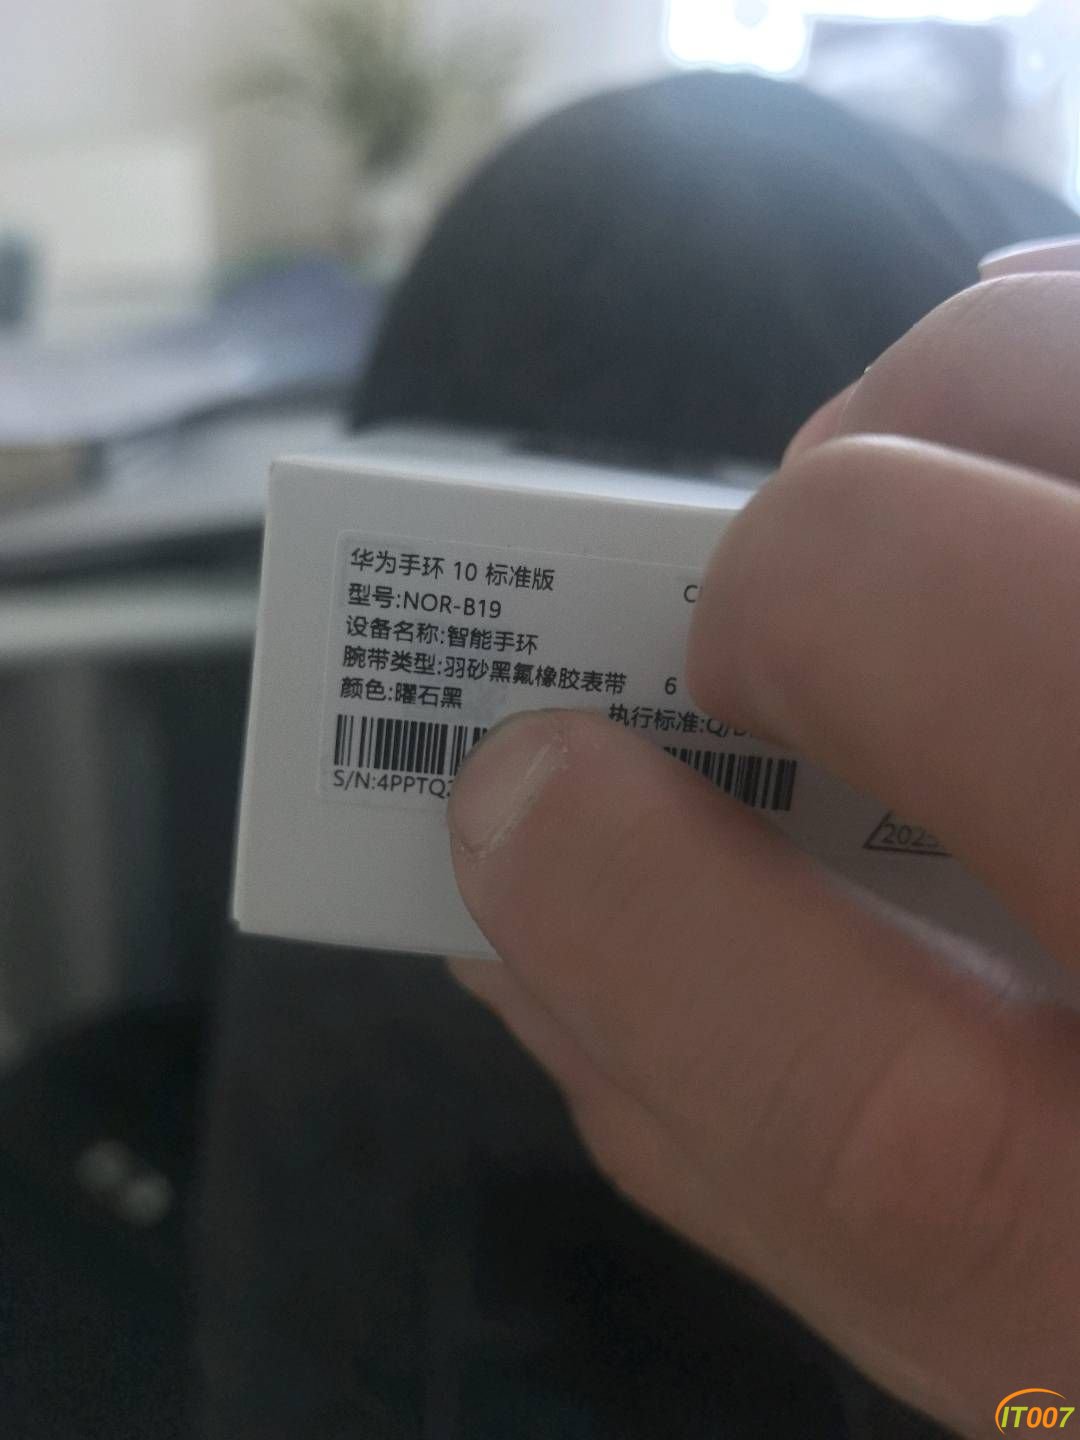 华为手环 10 标准版
型号:NOR-B19
设备名称:智能手环
腕带类型:羽砂黑氟橡胶表带
6
颜色:曜石黑
执行标准:Q/
S/N:4PPTQ
202
IT007